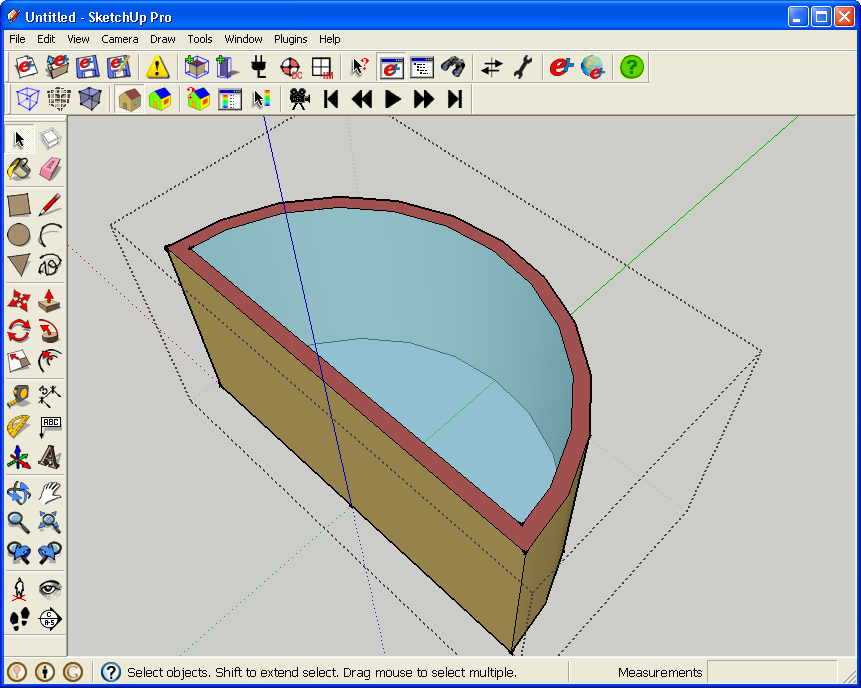 Untitled - SketchUp Pro
File Edit View Camera Draw Tools Window Plugins Help
ABC
A
Select objects. Shift to extend select. Drag mouse to select multiple.
Measurements